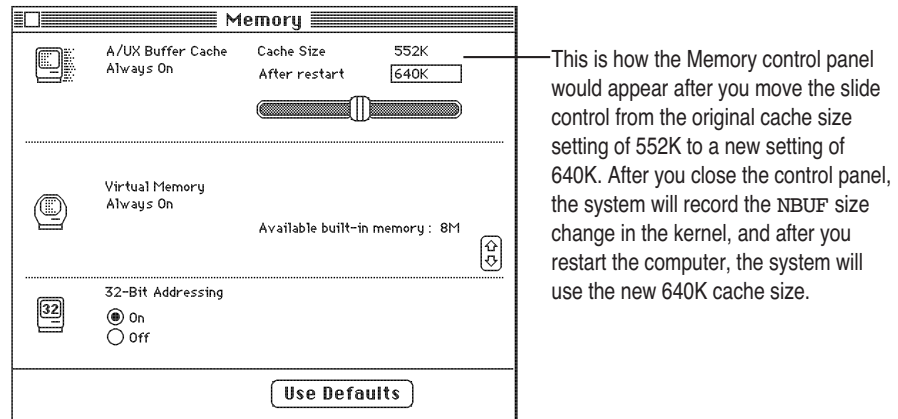 Memory
A/UX Buffer Cache
Always On
Cache Size 552K
After restart 640K
Virtual Memory
Always On
Available built-in memory : 8M
32
32-Bit Addressing
On
Off
Use Defaults
This is how the Memory control panel
would appear after you move the slide
control from the original cache size
setting of 552K to a new setting of
640K. After you close the control panel,
the system will record the NBUF size
change in the kernel, and after you
restart the computer, the system will
use the new 640K cache size.